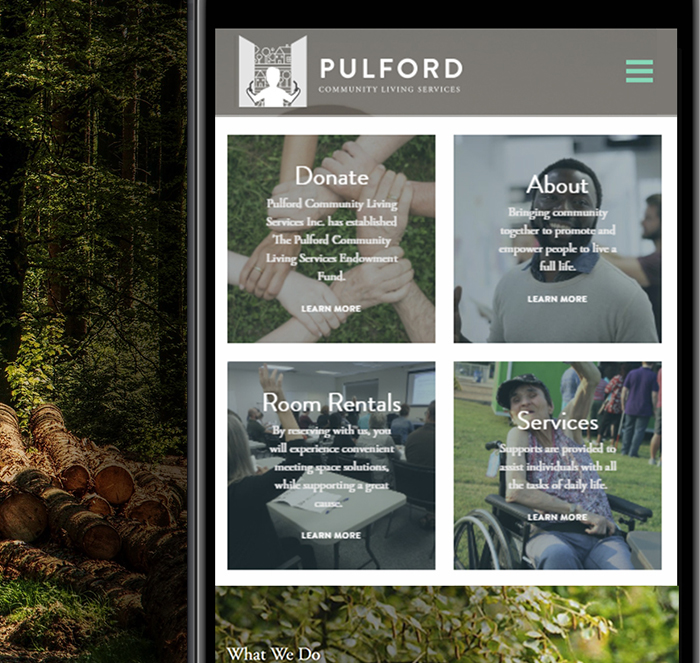 PULFORD
COMMUNITY LIVING SERVICES
Donate
Pulford Community Living
Services Inc. has established
The Pulford Community
Living Services Endowment
Fund.
LEARN MORE
About
Bringing community
together to promote and
empower people to live a
full life.
LEARN MORE
Room Rentals
By reserving with us, you
will experience convenient
meeting space solutions,
while supporting a great
cause.
LEARN MORE
Services
Supports are provided to
assist individuals with all
the tasks of daily life.
LEARN MORE
What We Do